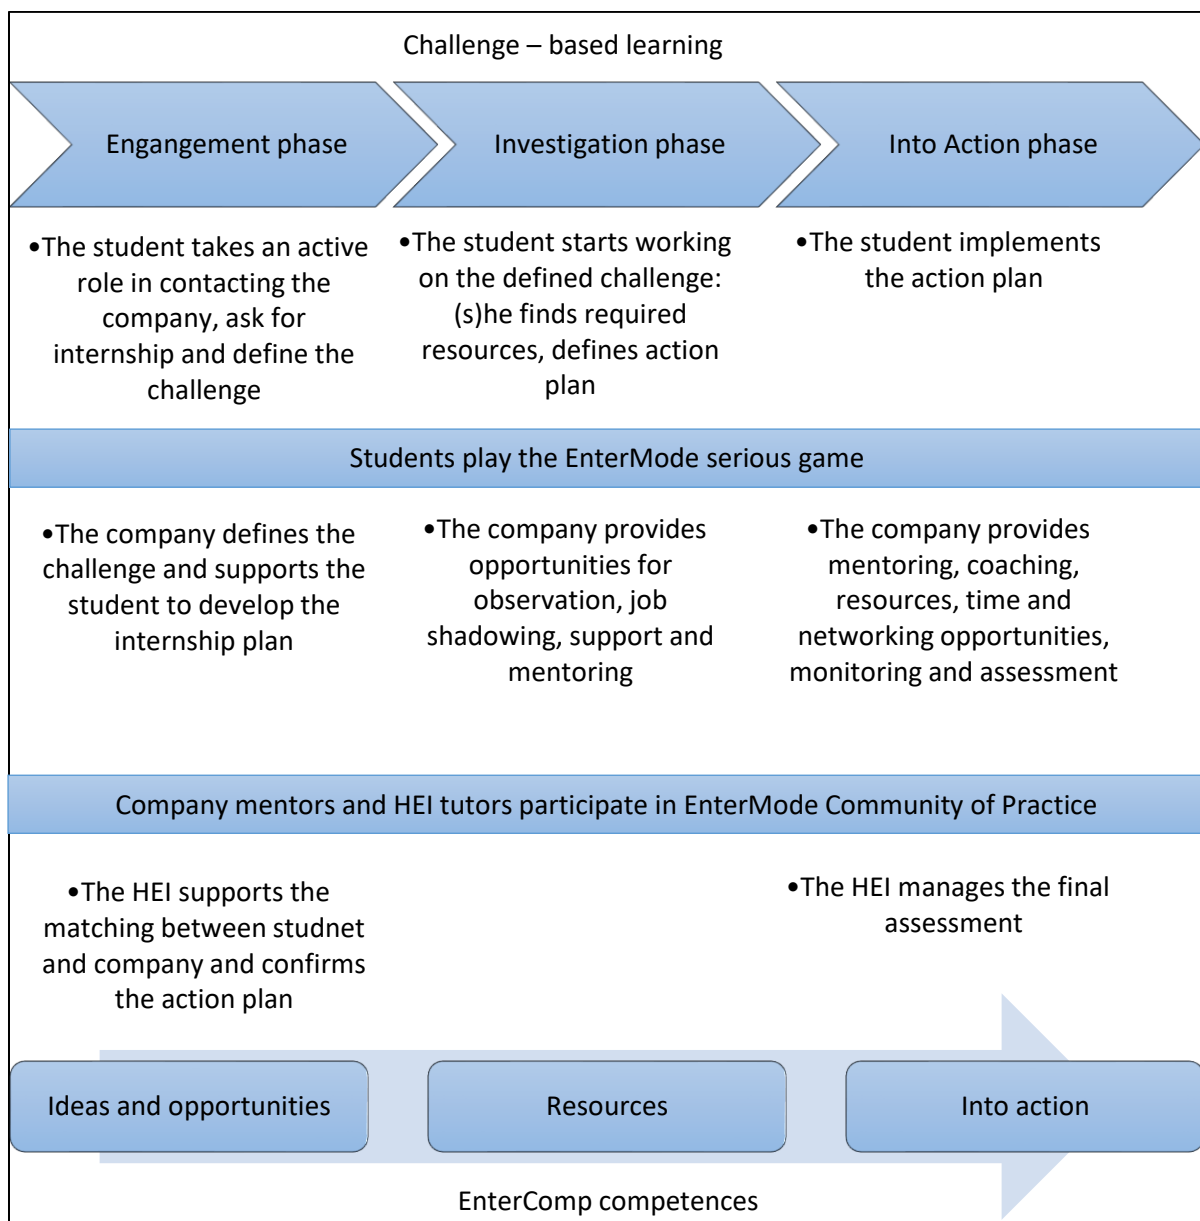 Challenge – based learning
Engangement phase
Investigation phase
Into Action phase
•The student takes an active
role in contacting the
company, ask for
internship and define the
challenge
•The student starts working
on the defined challenge:
(s)he finds required
resources, defines action
plan
•The student implements
the action plan
Students play the EnterMode serious game
•The company defines the
challenge and supports the
student to develop the
internship plan
•The company provides
opportunities for
observation, job
shadowing, support and
mentoring
•The company provides
mentoring, coaching,
resources, time and
networking opportunities,
monitoring and assessment
Company mentors and HEI tutors participate in EnterMode Community of Practice
•The HEI supports the
matching between studnet
and company and confirms
the action plan
•The HEI manages the final
assessment
Ideas and opportunities
Resources
Into action
EnterComp competences